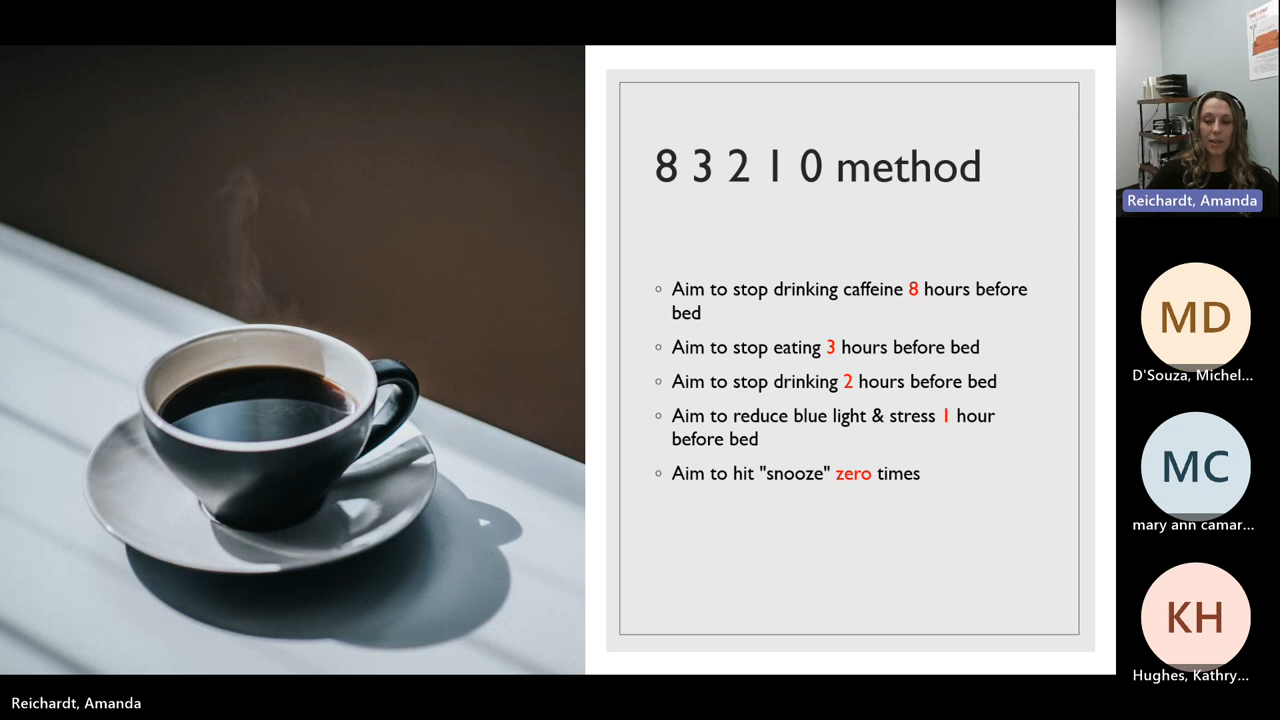 8 3 2 1 0 method
Aim to stop drinking caffeine 8 hours before
bed
Aim to stop eating 3 hours before bed
Aim to stop drinking 2 hours before bed
Aim to reduce blue light & stress 1 hour
before bed
Aim to hit "snooze" zero times
Reichardt, Amanda
MD
D'Souza, Michel...
MC
mary ann camar...
KH
Hughes, Kathry...
Reichardt, Amanda